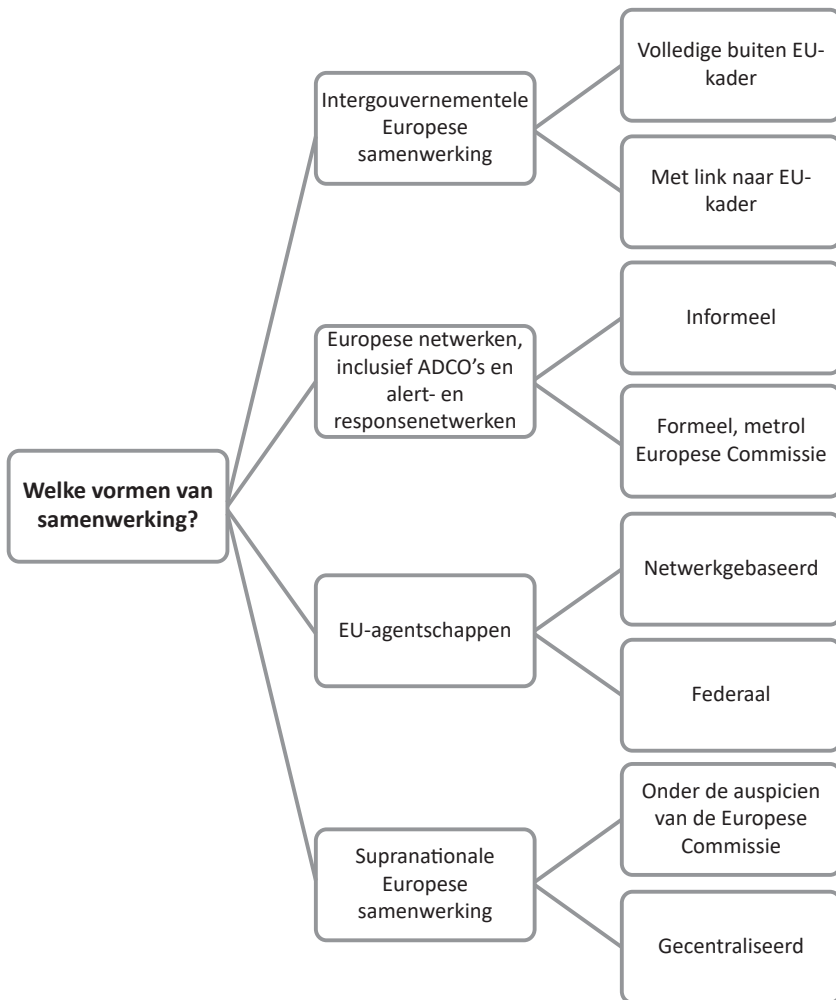 Welke vormen van
samenwerking?
Intergouvernementele
Europese
samenwerking
Volledige buiten EU-
kader
Met link naar EU-
kader
Europese netwerken,
inclusief ADCO’s en
alert- en
responsenetwerken
Informeel
Formeel, metrol
Europese Commissie
EU-agentschappen
Netwerkgebaseerd
Federaal
Supranationale
Europese
samenwerking
Onder de auspicien
van de Europese
Commissie
Gecentraliseerd